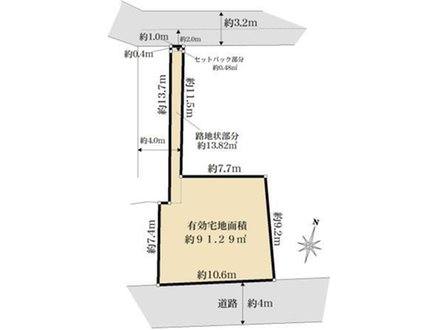 約3.2m
約1.0m
約2.0m
約0.4m
セットバック部分
約0.48㎡
約13.7m
約11.5m
路地状部分
約13.82㎡
約4.0m
約7.7m
有効宅地面積
約91.29㎡
約7.4m
約9.2m
N
約10.6m
道路
約4m